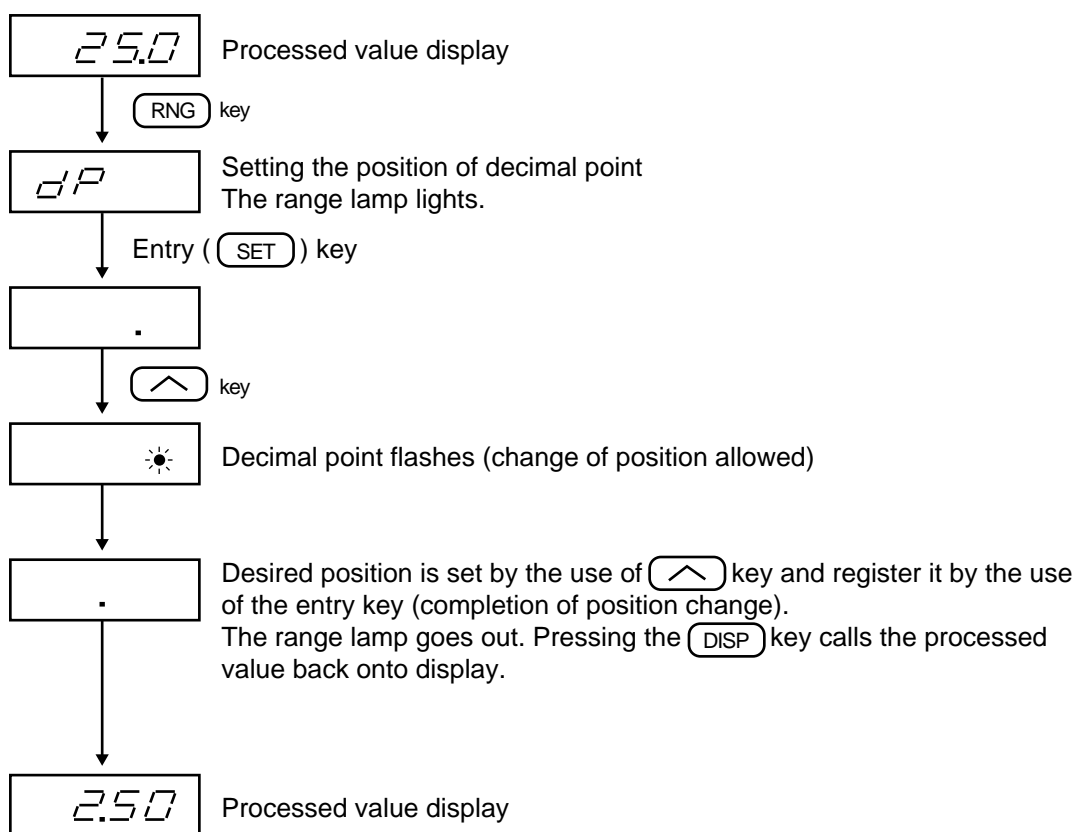 25.0 Processed value display
RNG key
dP Setting the position of decimal point
The range lamp lights.
Entry ( SET ) key
.
key
Decimal point flashes (change of position allowed)
. Desired position is set by the use of key and register it by the use
of the entry key (completion of position change).
The range lamp goes out. Pressing the DISP key calls the processed
value back onto display.
2.50 Processed value display